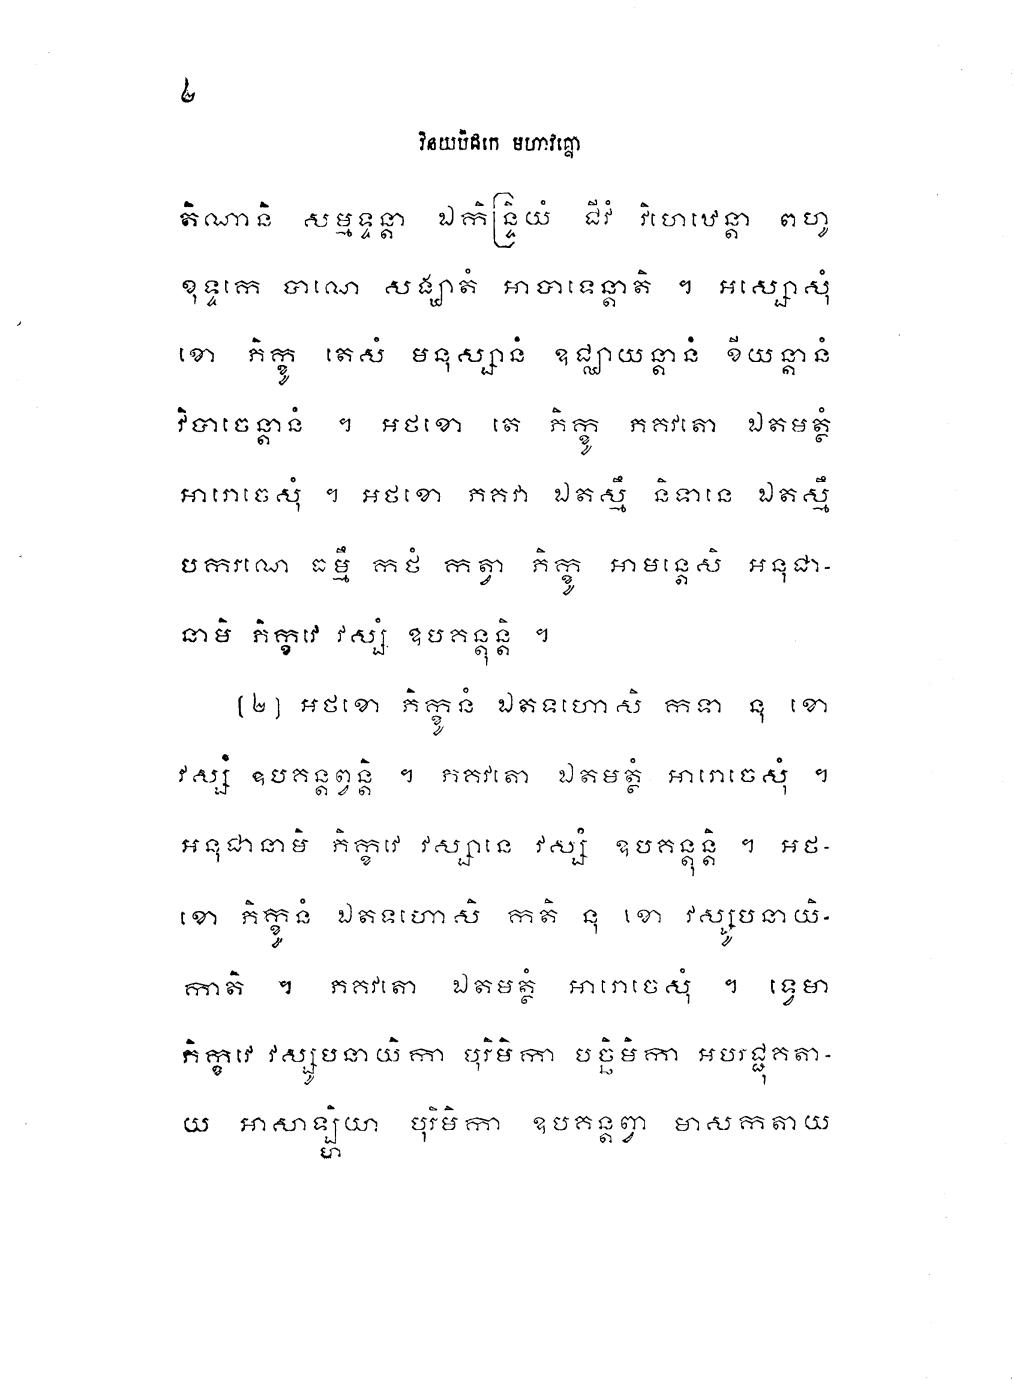 ៤
វិនយបិដកេ មហាវគ្គោ
តិណានិ សម្មទ្ទន្តា ឯកិន្ទ្រិយំ ជីវំ វិហេឋេន្តា ពហូ
ខុទ្ទកេ បាណេ សង្ឃាតំ អាបាទេន្តាតិ ។ អស្សោសុំ
ខោ ភិក្ខូ តេសំ មនុស្សានំ ឧជ្ឈាយន្តានំ ខីយន្តានំ
វិបាចេន្តានំ ។ អថខោ តេ ភិក្ខូ ភគវតោ ឯតមត្ថំ
អារោចេសុំ ។ អថខោ ភគវា ឯតស្មឹ និទានេ ឯតស្មឹ
បករណេ ធម្មឹ កថំ កត្វា ភិក្ខូ អាមន្តេសិ អនុជា-
នាមិ ភិក្ខវេ វស្សំ ឧបគន្តុន្តិ ។
(២) អថខោ ភិក្ខូនំ ឯតទហោសិ កទា នុ ខោ
វស្សំ ឧបគន្តព្វន្តិ ។ ភគវតោ ឯតមត្ថំ អារោចេសុំ ។
អនុជានាមិ ភិក្ខវេ វស្សានេ វស្សំ ឧបគន្តុន្តិ ។ អថ-
ខោ ភិក្ខូនំ ឯតទហោសិ កតិ នុ ខោ វស្សូបនាយិ-
កាតិ ។ ភគវតោ ឯតមត្ថំ អារោចេសុំ ។ ទ្វេមា
ភិក្ខវេ វស្សូបនាយិកា បុរិមិកា បច្ឆិមិកា អបរជ្ជុគតា-
យ អាសាឡ្ហិយា បុរិមិកា ឧបគន្តព្វា មាសគតាយ